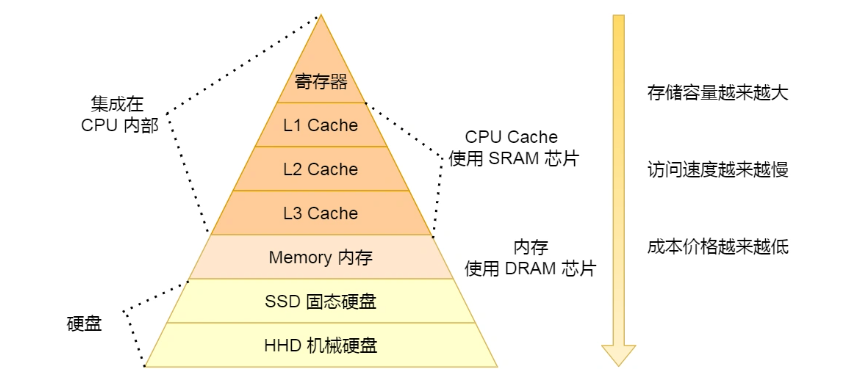 寄存器
L1 Cache
L2 Cache
L3 Cache
Memory 内存
SSD 固态硬盘
HHD 机械硬盘
集成在
CPU 内部
硬盘
CPU Cache
使用 SRAM 芯片
内存
使用 DRAM 芯片
存储容量越来越大
访问速度越来越慢
成本价格越来越低